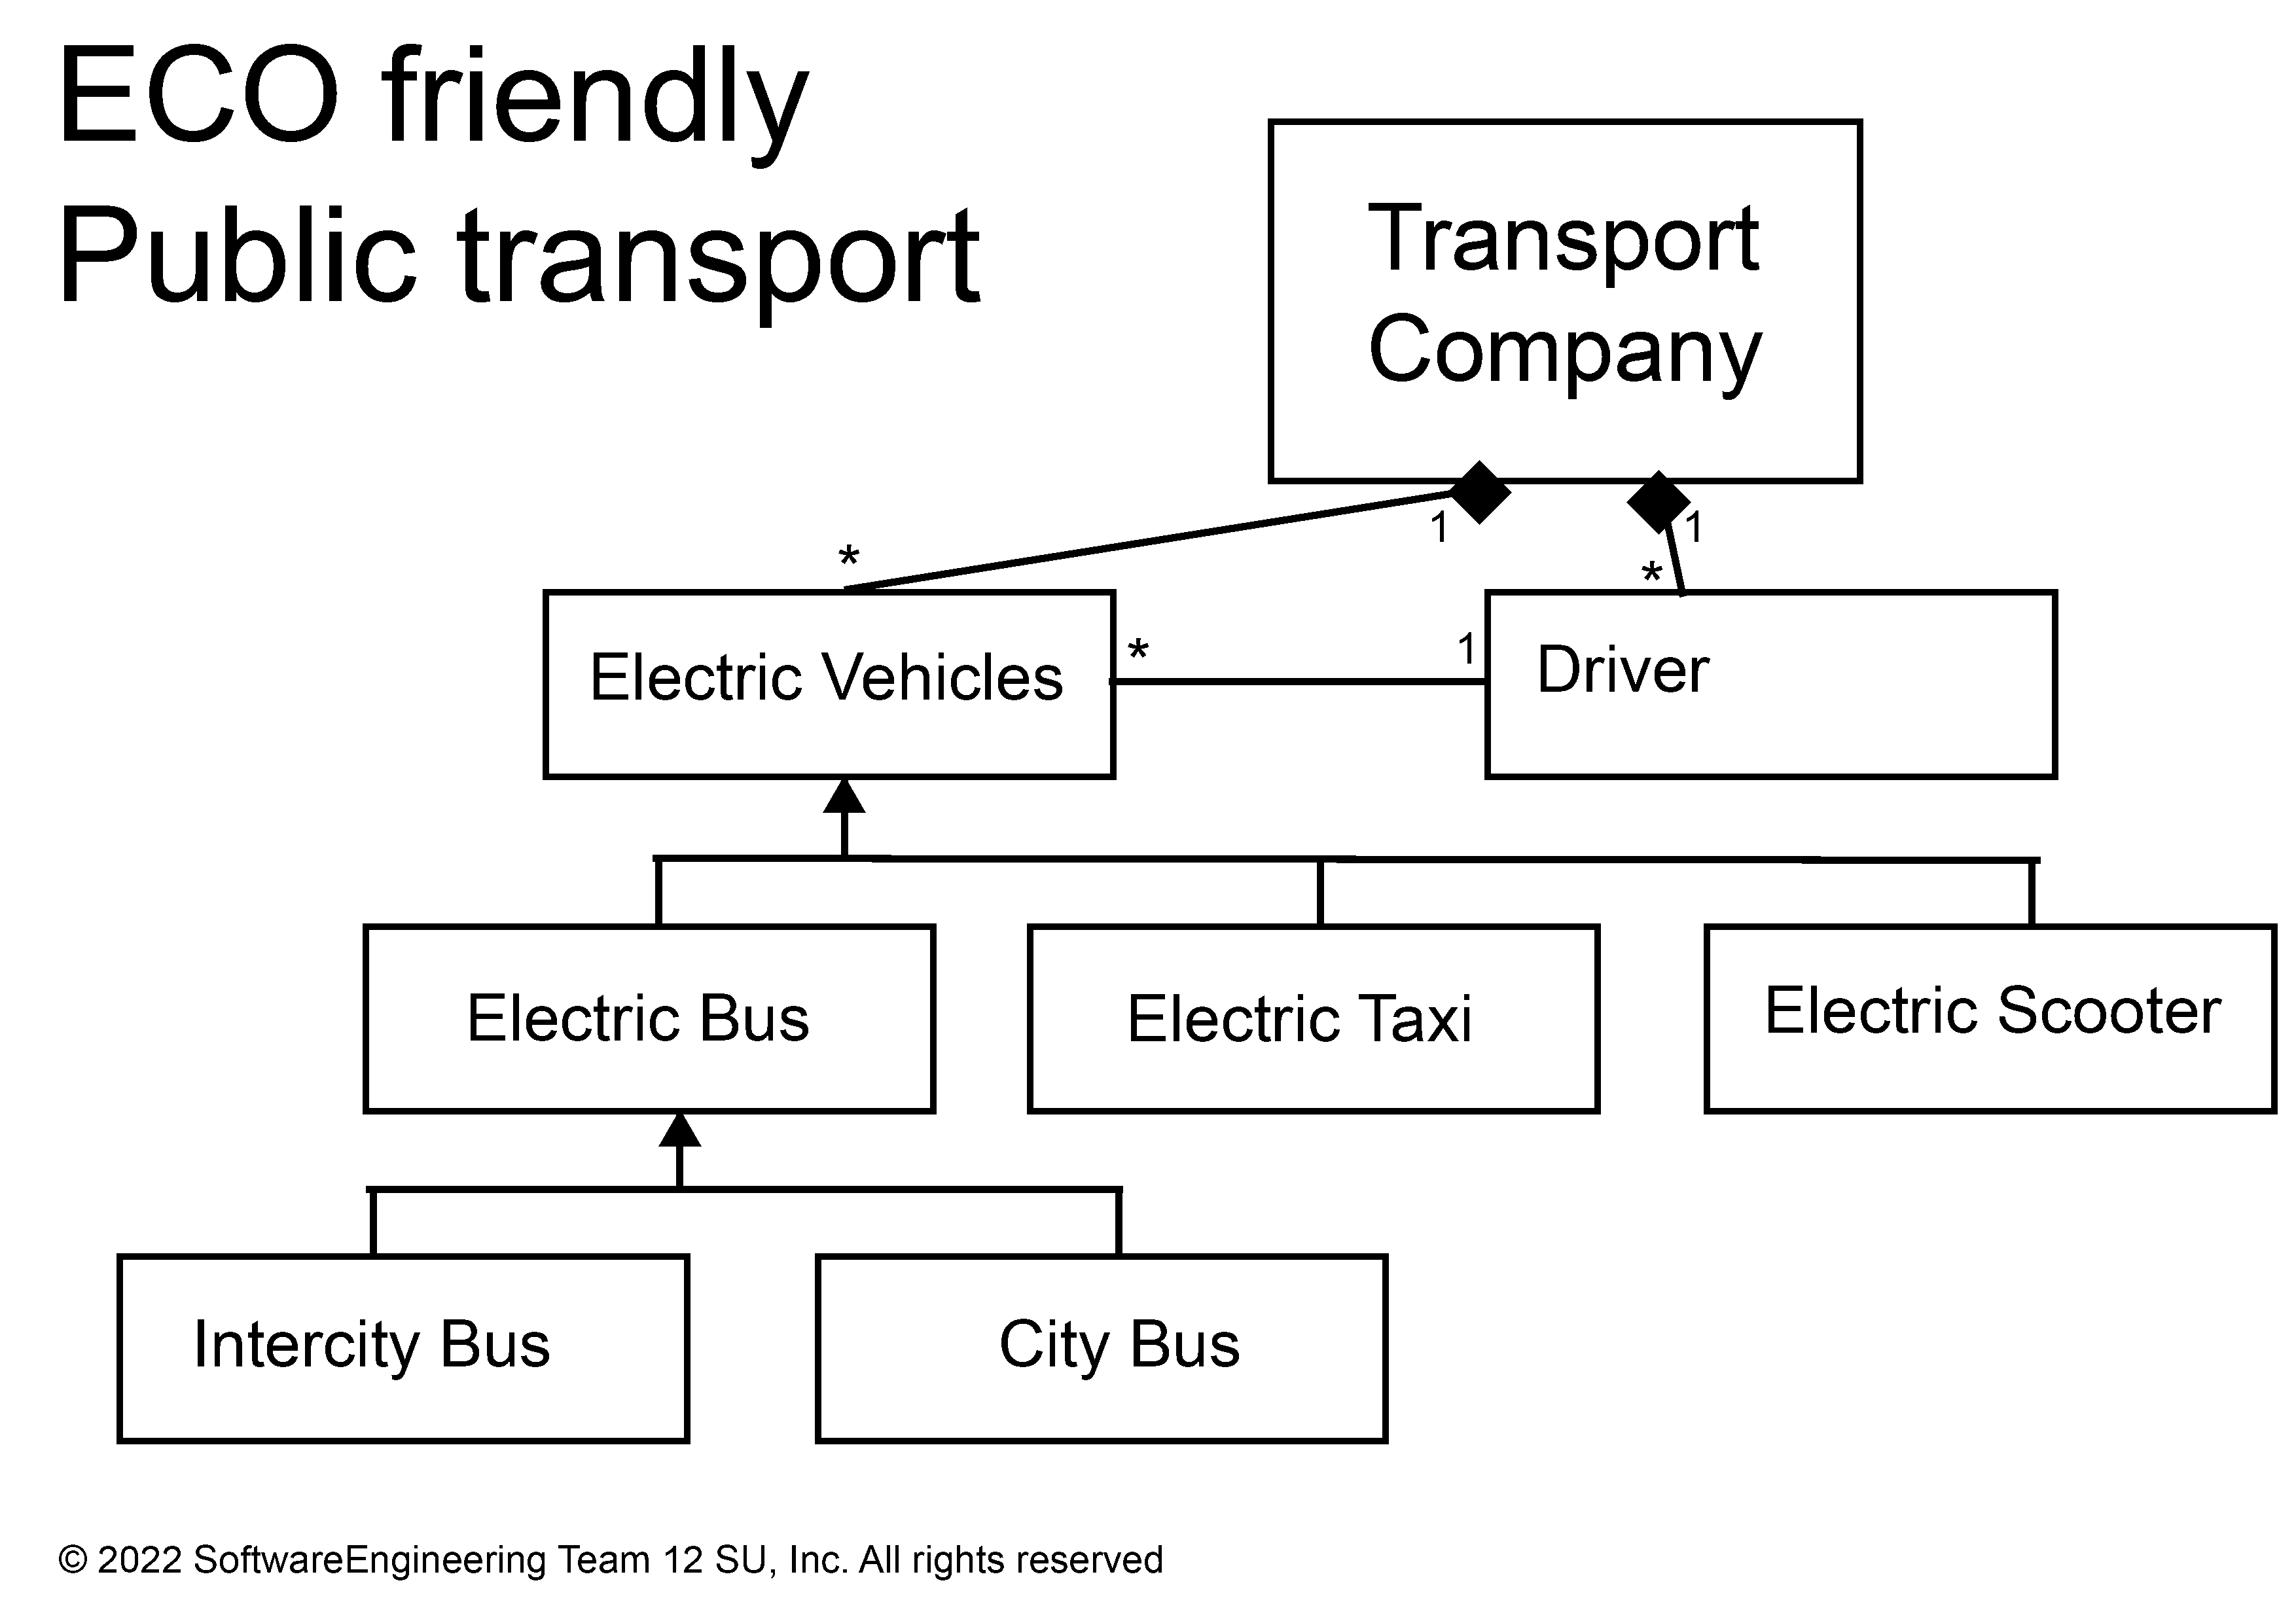 ECO friendly
Public transport
Transport
Company
1
1
*
*
Electric Vehicles
*
1
Driver
Electric Bus
Electric Taxi
Electric Scooter
Intercity Bus
City Bus
© 2022 SoftwareEngineering Team 12 SU, Inc. All rights reserved